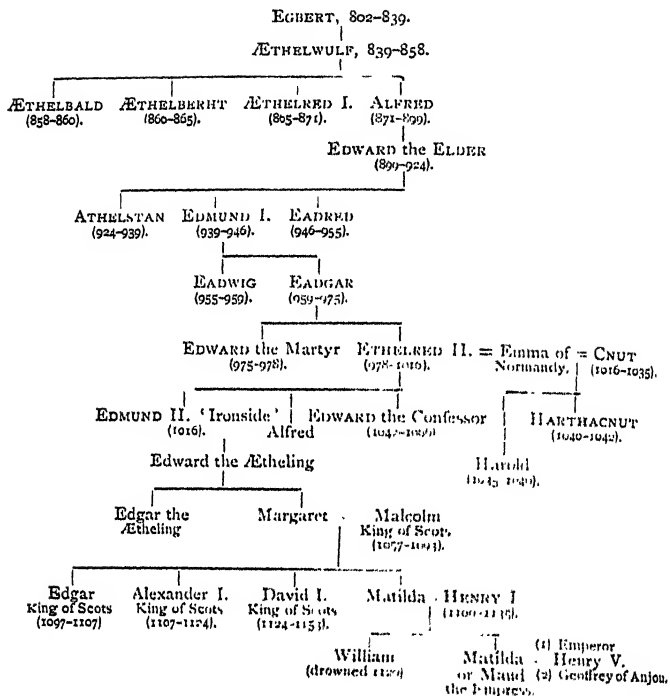 EGBERT, 802–839.
ÆTHELWULF, 839–858.
ÆTHELBALD ÆTHELBERHT ÆTHELRED I. ALFRED
(858–860). (860–865). (865–871). (871–899).
EDWARD the ELDER
(899–924).
ATHELSTAN EDMUND I. EADRED
(924–939). (939–946). (946–955).
EADWIG EADGAR
(955–959). (959–975).
EDWARD the Martyr ETHELRED II. = Emma of = CNUT
(975–978). (978–1016). Normandy. (1016–1035).
EDMUND II. 'Ironside' EDWARD the Confessor HARTHACNUT
(1016). Alfred (1040–1042).
Edward the Ætheling Harold
Edgar the Margaret Malcolm
Ætheling King of Scots
Edgar Alexander I. David I. Matilda HENRY I
King of Scots King of Scots King of Scots (1100–1135).
(1097–1107) (1107–1124) (1124–1153)
William Matilda (1) Emperor
(drowned or Maud Henry V.
the Empress. (2) Geoffrey of Anjou.